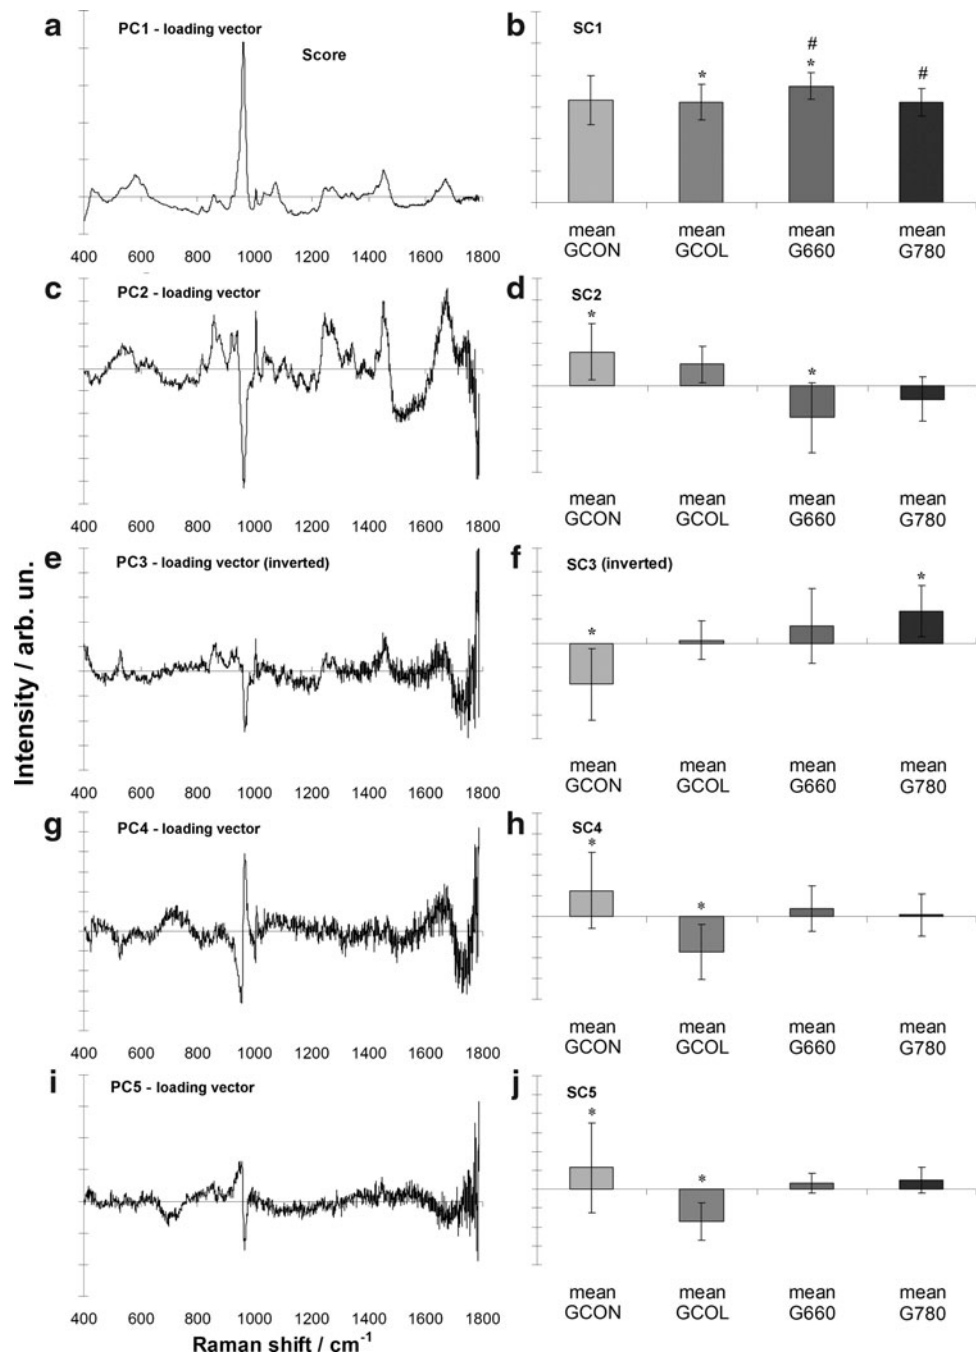 a
PC1 - loading vector
Score
400 600 800 1000 1200 1400 1600 1800
b
SC1
*
#
*
#
mean mean mean mean
GCON GCOL G660 G780
c
PC2 - loading vector
400 600 800 1000 1200 1400 1600 1800
d
SC2
*
*
mean mean mean mean
GCON GCOL G660 G780
e
PC3 - loading vector (inverted)
400 600 800 1000 1200 1400 1600 1800
f
SC3 (inverted)
*
*
mean mean mean mean
GCON GCOL G660 G780
g
PC4 - loading vector
400 600 800 1000 1200 1400 1600 1800
h
SC4
*
*
mean mean mean mean
GCON GCOL G660 G780
i
PC5 - loading vector
400 600 800 1000 1200 1400 1600 1800
j
SC5
*
*
mean mean mean mean
GCON GCOL G660 G780
Intensity / arb. un.
Raman shift / cm⁻¹